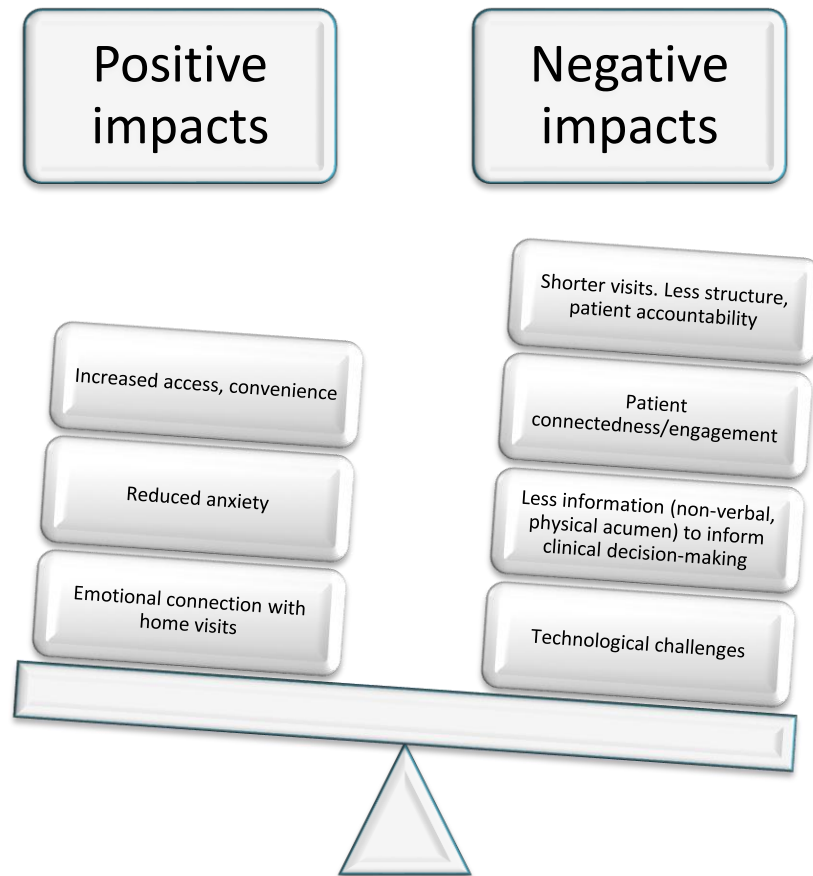 Positive
impacts
Negative
impacts
Increased access, convenience
Reduced anxiety
Emotional connection with
home visits
Shorter visits. Less structure,
patient accountability
Patient
connectedness/engagement
Less information (non-verbal,
physical acumen) to inform
clinical decision-making
Technological challenges